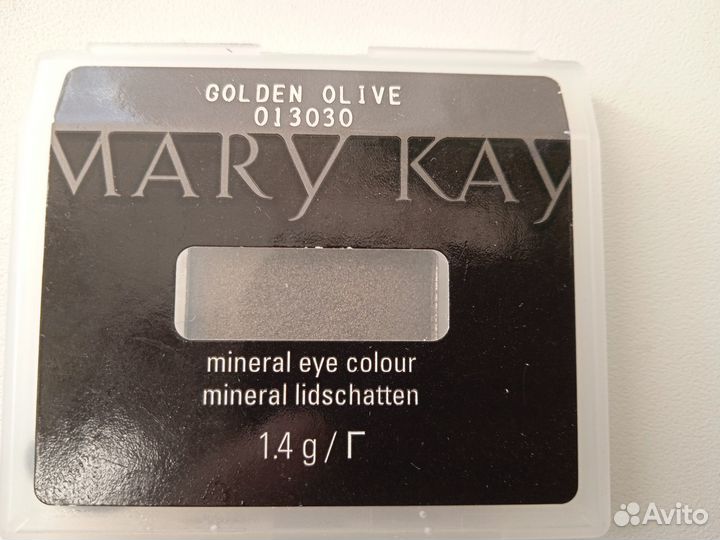 GOLDEN OLIVE
013030
MARY KAY
mineral eye colour
mineral lidschatten
1.4 g / Г
Avito